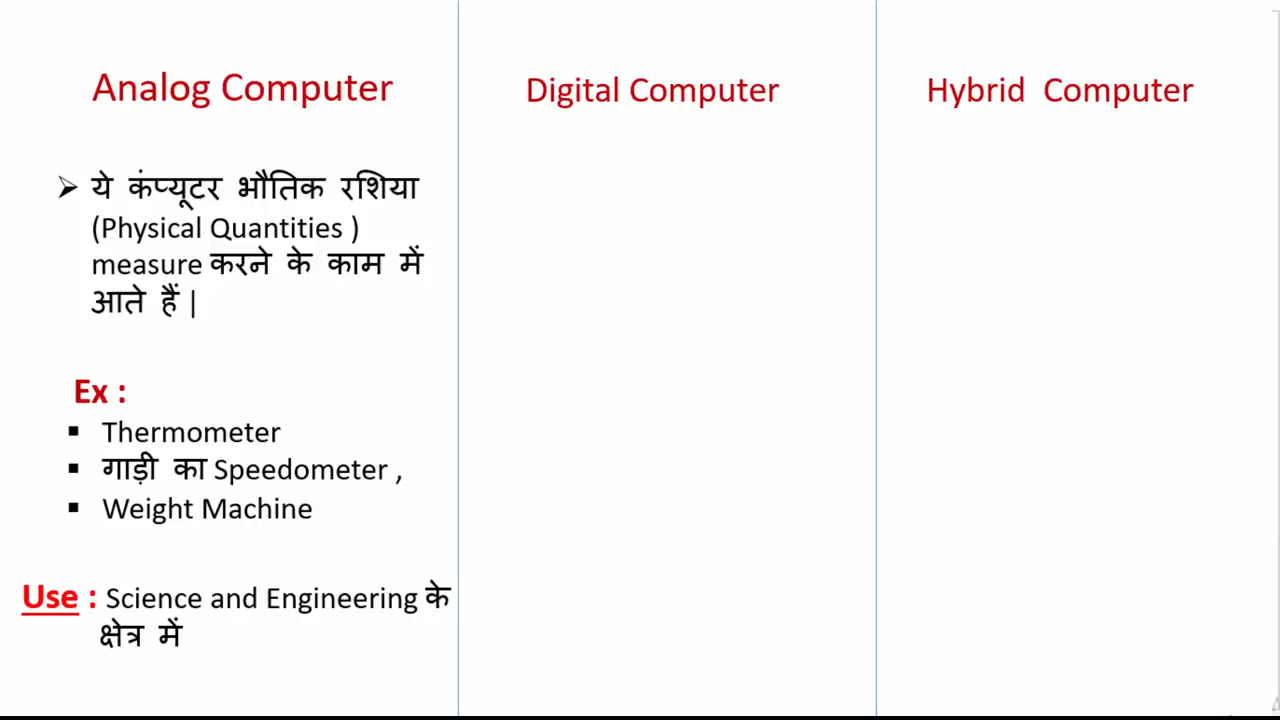 Analog Computer
Digital Computer
Hybrid Computer
➢ ये कंप्यूटर भौतिक रशिया
(Physical Quantities )
measure करने के काम में
आते हैं |
Ex :
▪ Thermometer
▪ गाड़ी का Speedometer ,
▪ Weight Machine
Use : Science and Engineering के
क्षेत्र में